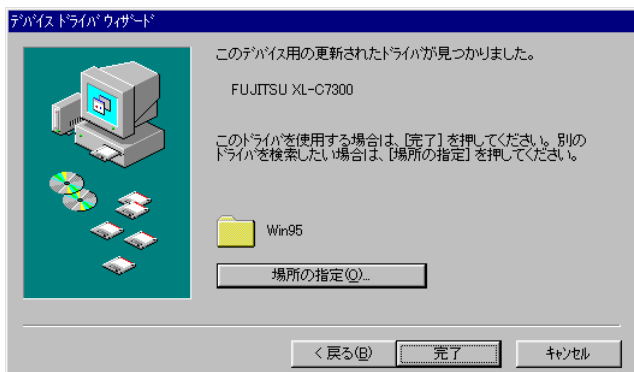 デバイス ドライバ ウィザード
このデバイス用の更新されたドライバが見つかりました。
FUJITSU XL-C7300
このドライバを使用する場合は、[完了] を押してください。別の
ドライバを検索したい場合は、[場所の指定] を押してください。
Win95
場所の指定(O)...
< 戻る(B)
完了
キャンセル